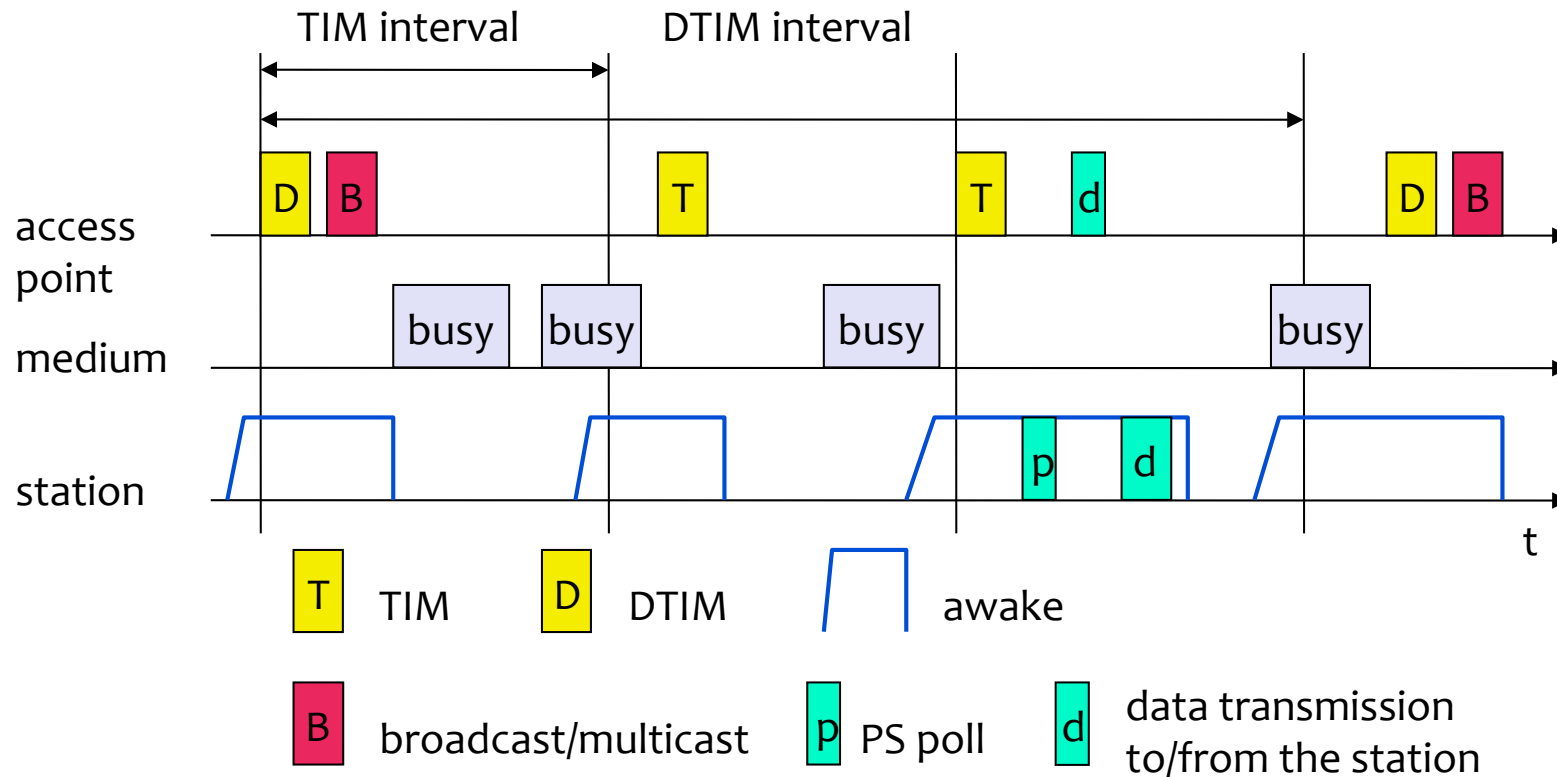 TIM interval DTIM interval
D B T T d D B
access
point
busy busy busy busy
medium
p d
station
t
T TIM D DTIM awake
B broadcast/multicast p PS poll d data transmission
to/from the station